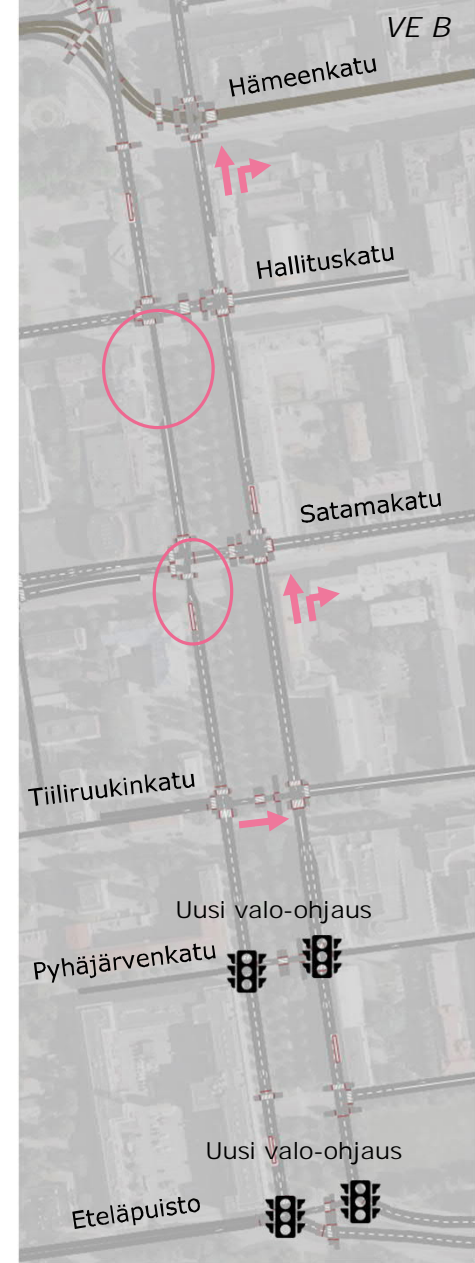 VE B
Hämeenkatu
Hallituskatu
Satamakatu
Tiiliruukinkatu
Uusi valo-ohjaus
Pyhäjärvenkatu
Uusi valo-ohjaus
Eteläpuisto